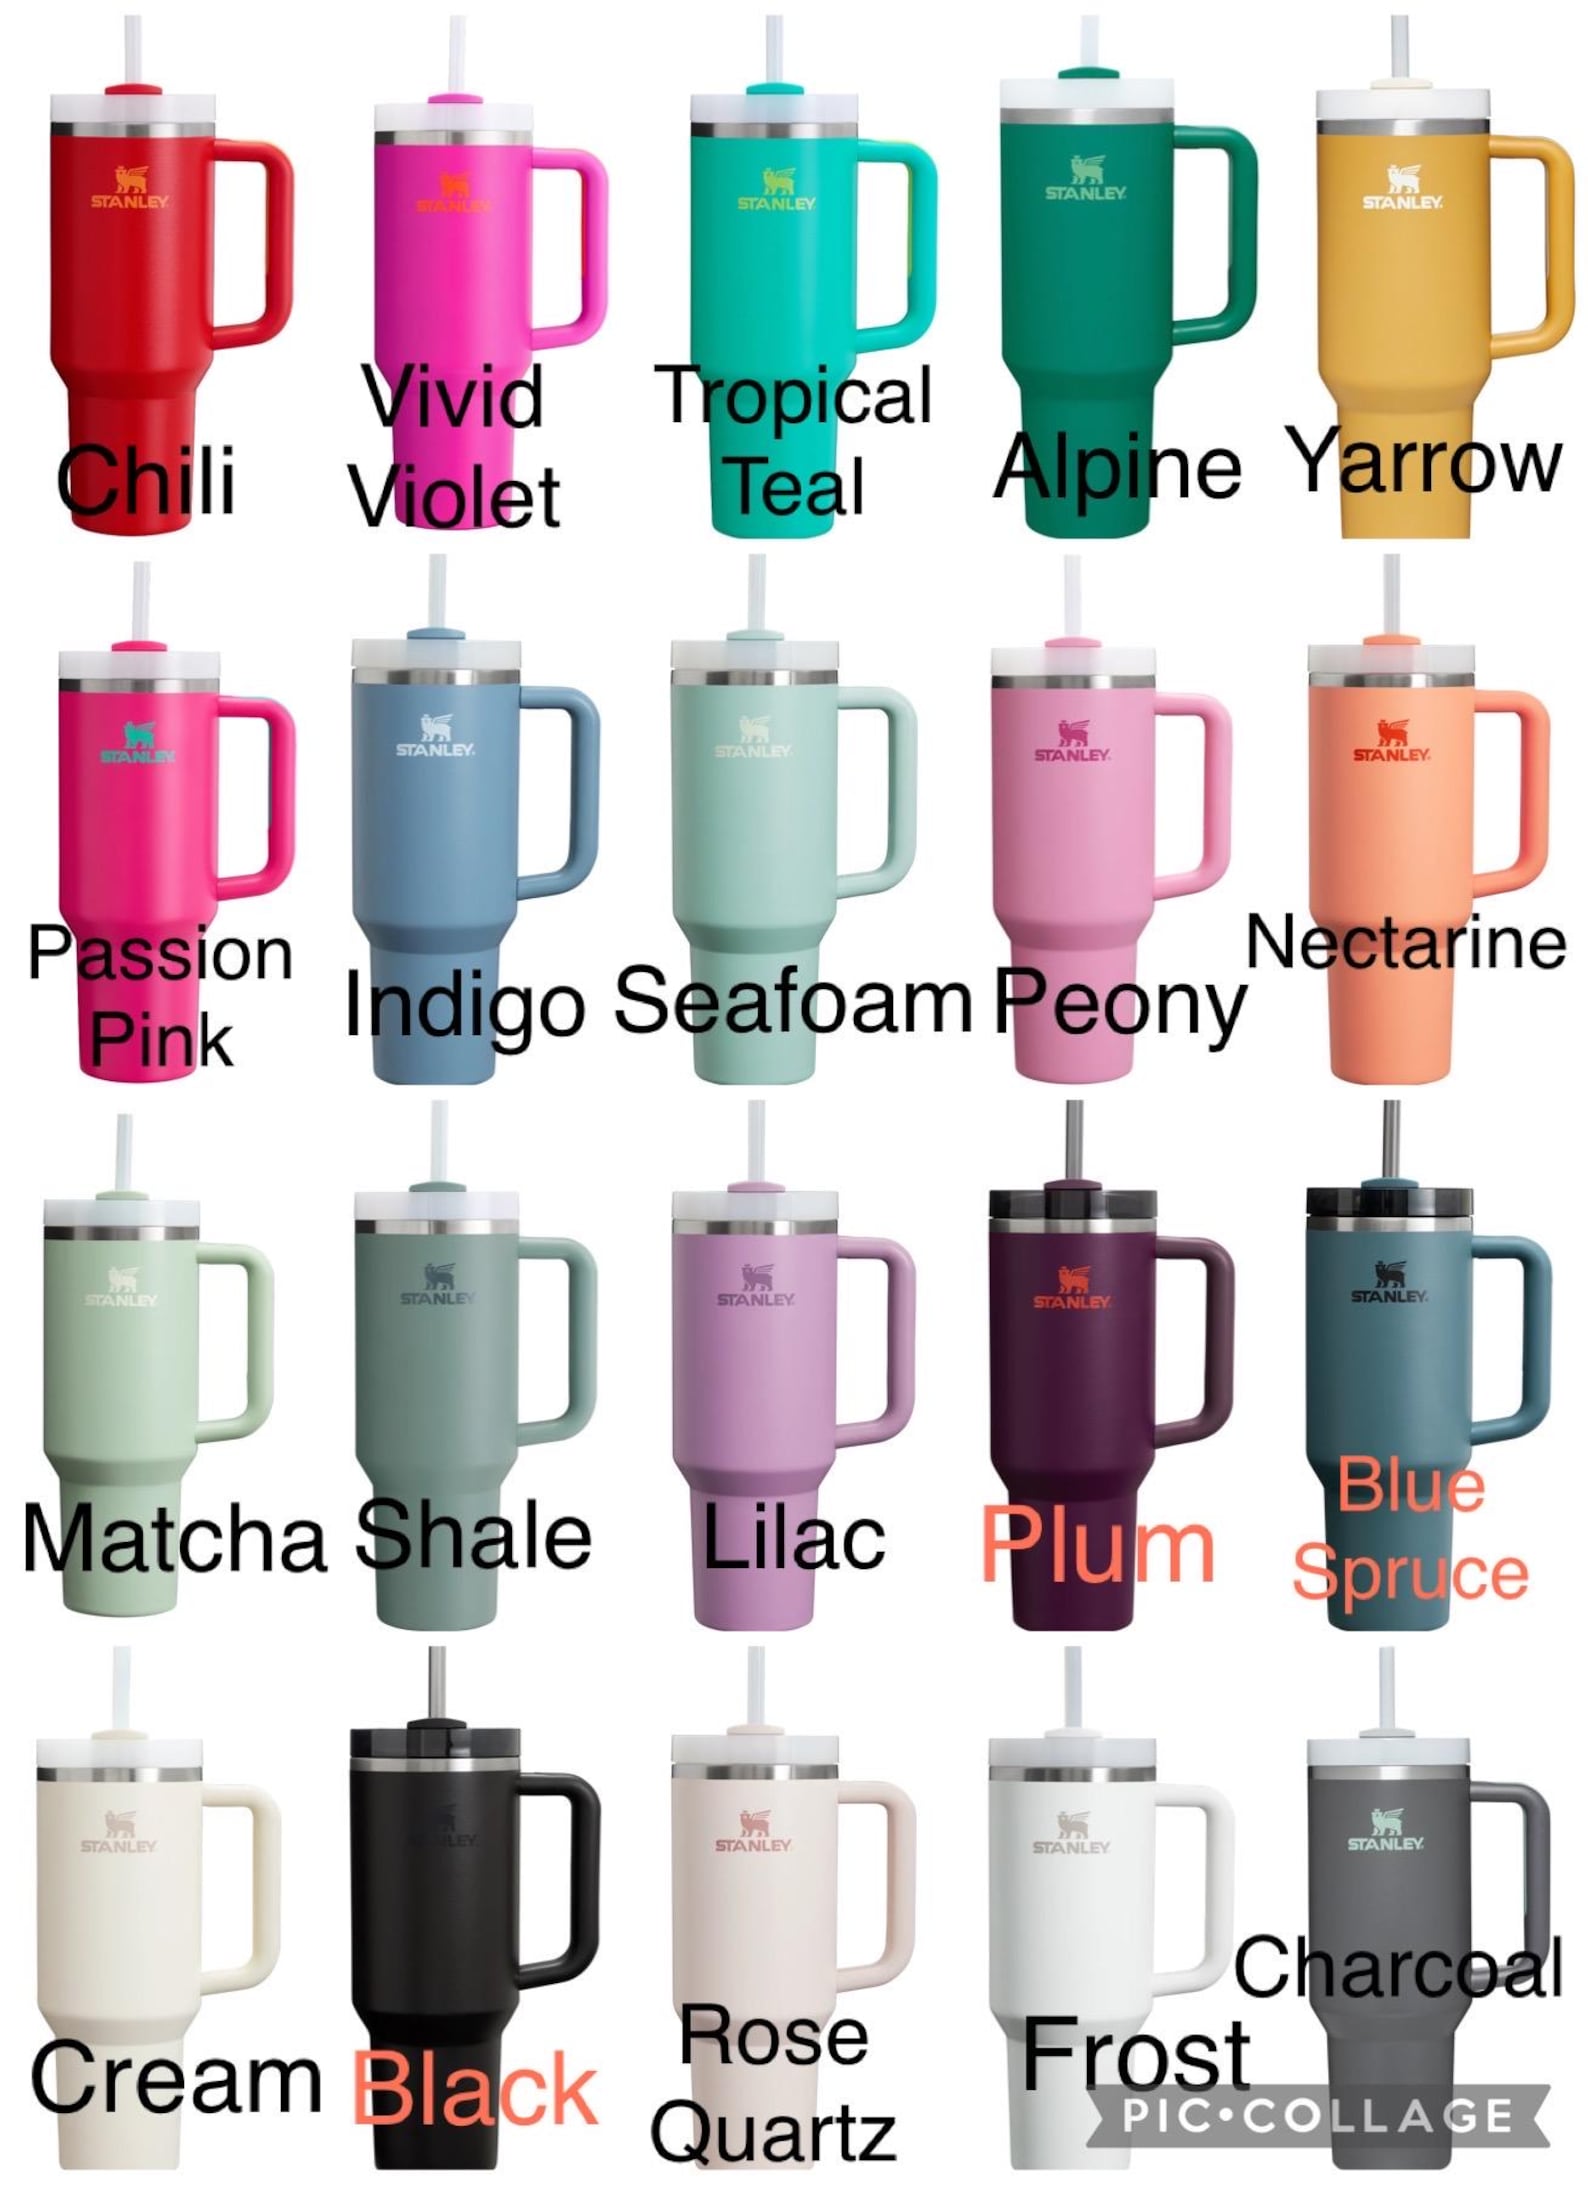 STANLEY
STANLEY
STANLEY
STANLEY
STANLEY.
Chili
Vivid
Violet
Tropical
Teal
Alpine
Yarrow
STANLEY
STANLEY.
STANLEY.
STANLEY.
STANLEY.
Passion
Pink
Indigo
Seafoam
Peony
Nectarine
STANLEY
STANLEY
STANLEY
STANLEY
STANLEY
Matcha
Shale
Lilac
Plum
Blue
Spruce
STANLEY
STANLEY
STANLEY
STANLEY
STANLEY
Cream
Black
Rose
Quartz
Frost
Charcoal
PIC•COLLAGE